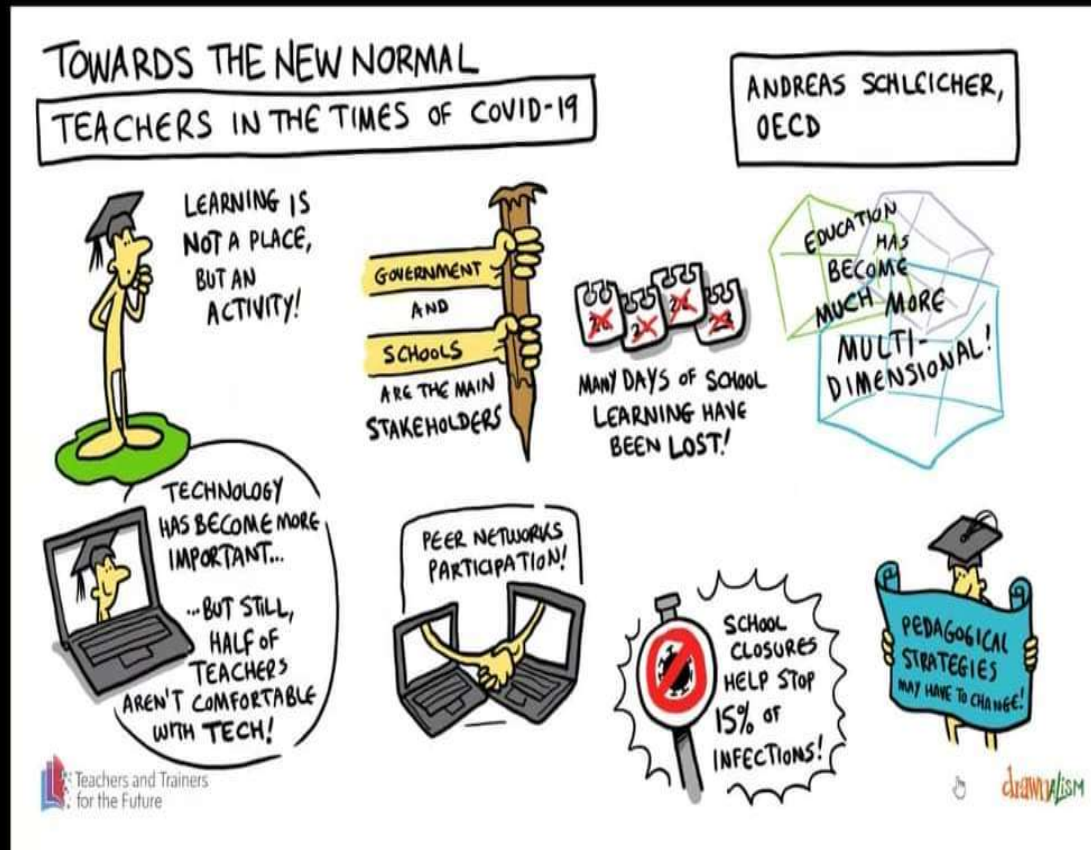 TOWARDS THE NEW NORMAL
TEACHERS IN THE TIMES OF COVID-19
ANDREAS SCHLEICHER,
OECD
LEARNING IS
NOT A PLACE,
BUT AN
ACTIVITY!
GOVERNMENT
AND
SCHOOLS
ARE THE MAIN
STAKEHOLDERS
MANY DAYS OF SCHOOL
LEARNING HAVE
BEEN LOST!
EDUCATION
HAS
BECOME
MUCH MORE
MULTI-
DIMENSIONAL!
TECHNOLOGY
HAS BECOME MORE
IMPORTANT...
...BUT STILL,
HALF OF
TEACHERS
AREN'T COMFORTABLE
WITH TECH!
PEER NETWORKS
PARTICIPATION!
SCHOOL
CLOSURES
HELP STOP
15% OF
INFECTIONS!
PEDAGOGICAL
STRATEGIES
MAY HAVE TO CHANGE!
Teachers and Trainers
for the Future
drawnalism